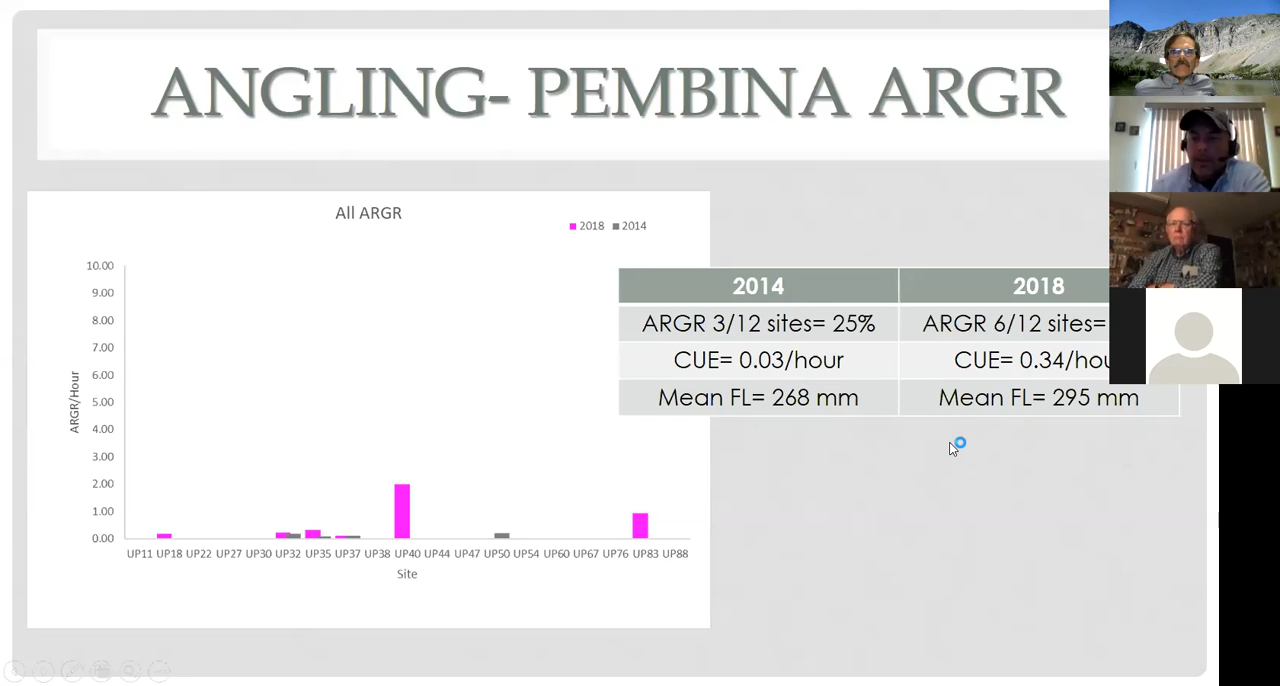 ANGLING- PEMBINA ARGR
All ARGR
2018 2014
10.00
9.00
8.00
7.00
6.00
5.00
4.00
3.00
2.00
1.00
0.00
ARGR/Hour
UP11 UP18 UP22 UP27 UP30 UP32 UP35 UP37 UP38 UP40 UP44 UP47 UP50 UP54 UP60 UP67 UP76 UP83 UP88
Site
2014 2018
ARGR 3/12 sites= 25% ARGR 6/12 sites=
CUE= 0.03/hour CUE= 0.34/hou
Mean FL= 268 mm Mean FL= 295 mm